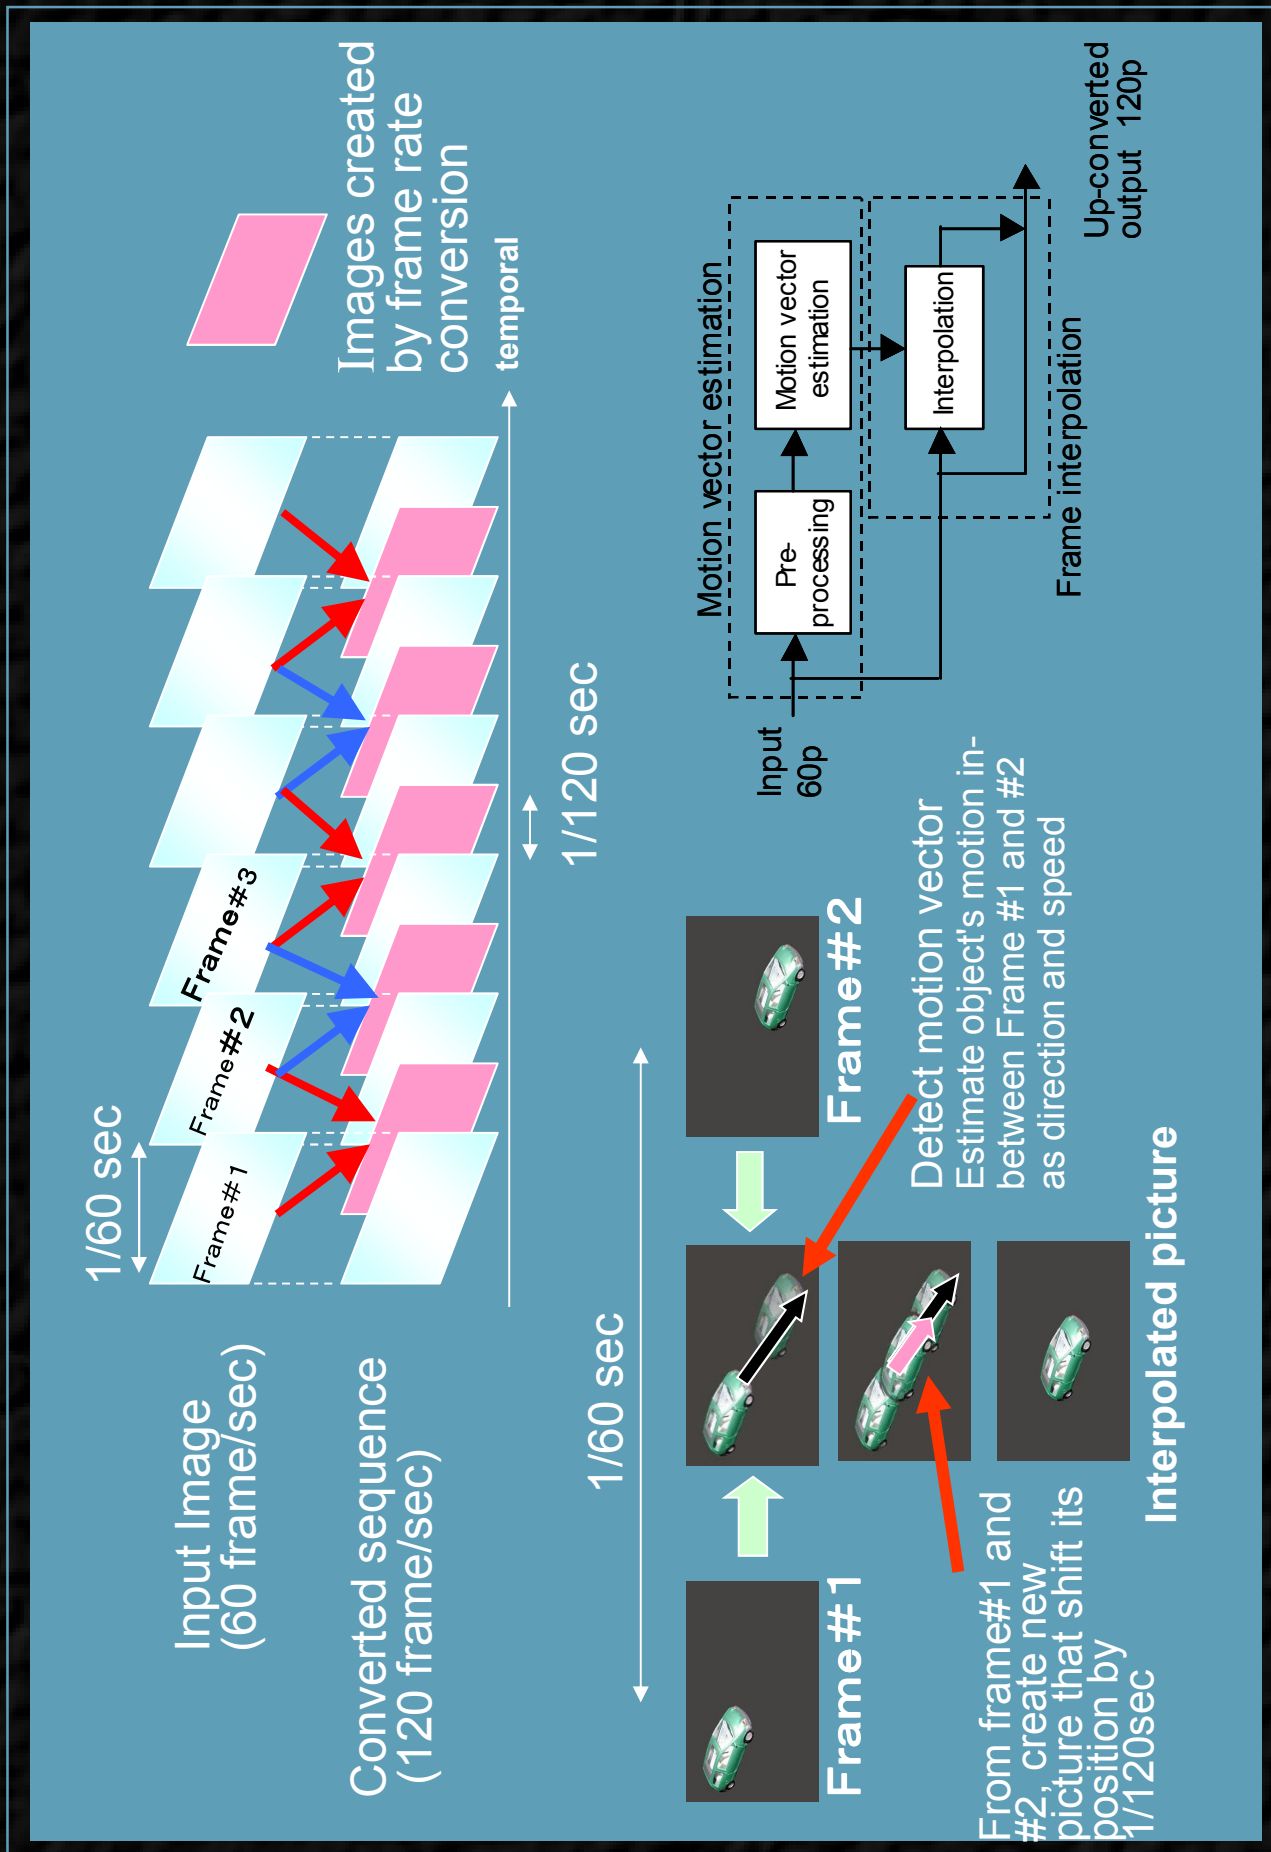 Input Image
(60 frame/sec)
1/60 sec
Frame#1
Frame#2
Frame#3
Images created
by frame rate
conversion
Converted sequence
(120 frame/sec)
temporal
1/120 sec
1/60 sec
Frame#1
Frame#2
Detect motion vector
Estimate object's motion in-
between Frame #1 and #2
as direction and speed
From frame#1 and
#2, create new
picture that shift its
position by
1/120sec
Interpolated picture
Motion vector estimation
Input
60p
Pre-
processing
Motion vector
estimation
Interpolation
Frame interpolation
Up-converted
output 120p